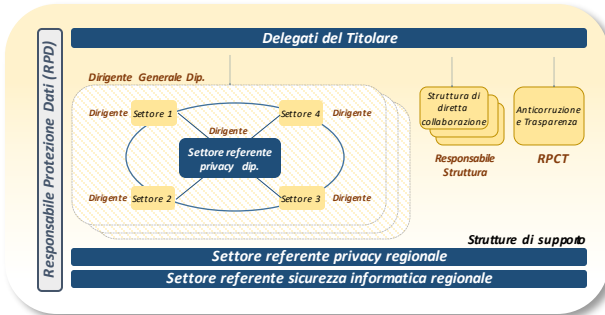 Responsabile Protezione Dati (RPD)
Delegati del Titolare
Dirigente Generale Dip.
Dirigente
Settore 1
Settore 4
Dirigente
Dirigente
Settore referente
privacy dip.
Dirigente
Settore 2
Settore 3
Dirigente
Struttura di
diretta
collaborazione
Responsabile
Struttura
Anticorruzione
e Trasparenza
RPCT
Strutture di supporto
Settore referente privacy regionale
Settore referente sicurezza informatica regionale